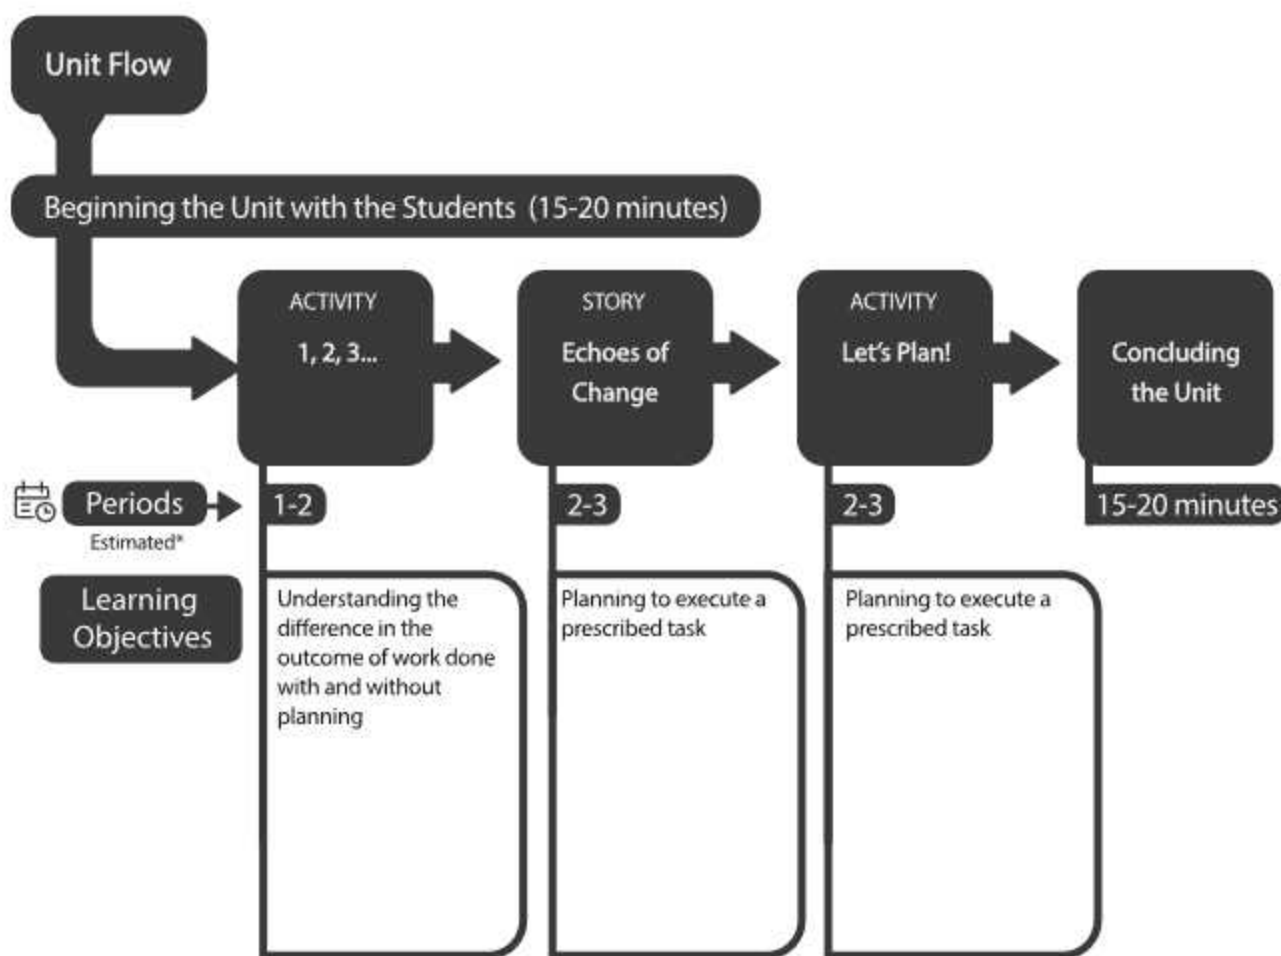 Unit Flow
Beginning the Unit with the Students (15-20 minutes)
ACTIVITY
1, 2, 3...
STORY
Echoes of
Change
ACTIVITY
Let's Plan!
Concluding
the Unit
Periods
Estimated*
1-2
2-3
2-3
15-20 minutes
Learning
Objectives
Understanding the
difference in the
outcome of work done
with and without
planning
Planning to execute a
prescribed task
Planning to execute a
prescribed task